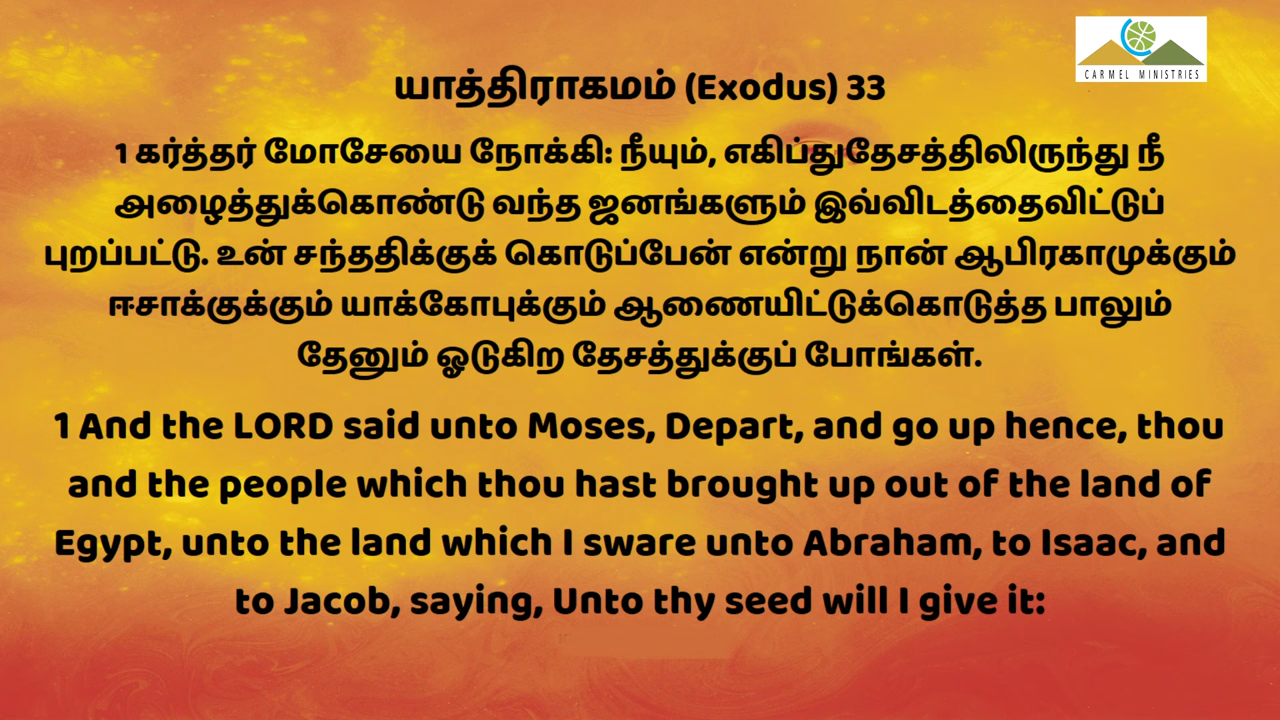 CARMEL MINISTRIES
யாத்திராகமம் (Exodus) 33
1 கர்த்தர் மோசேயை நோக்கி: நீயும், எகிப்துதேசத்திலிருந்து நீ
அழைத்துக்கொண்டு வந்த ஜனங்களும் இவ்விடத்தைவிட்டுப்
புறப்பட்டு. உன் சந்ததிக்குக் கொடுப்பேன் என்று நான் ஆபிரகாமுக்கும்
ஈசாக்குக்கும் யாக்கோபுக்கும் ஆணையிட்டுக்கொடுத்த பாலும்
தேனும் ஓடுகிற தேசத்துக்குப் போங்கள்.
1 And the LORD said unto Moses, Depart, and go up hence, thou
and the people which thou hast brought up out of the land of
Egypt, unto the land which I sware unto Abraham, to Isaac, and
to Jacob, saying, Unto thy seed will I give it: